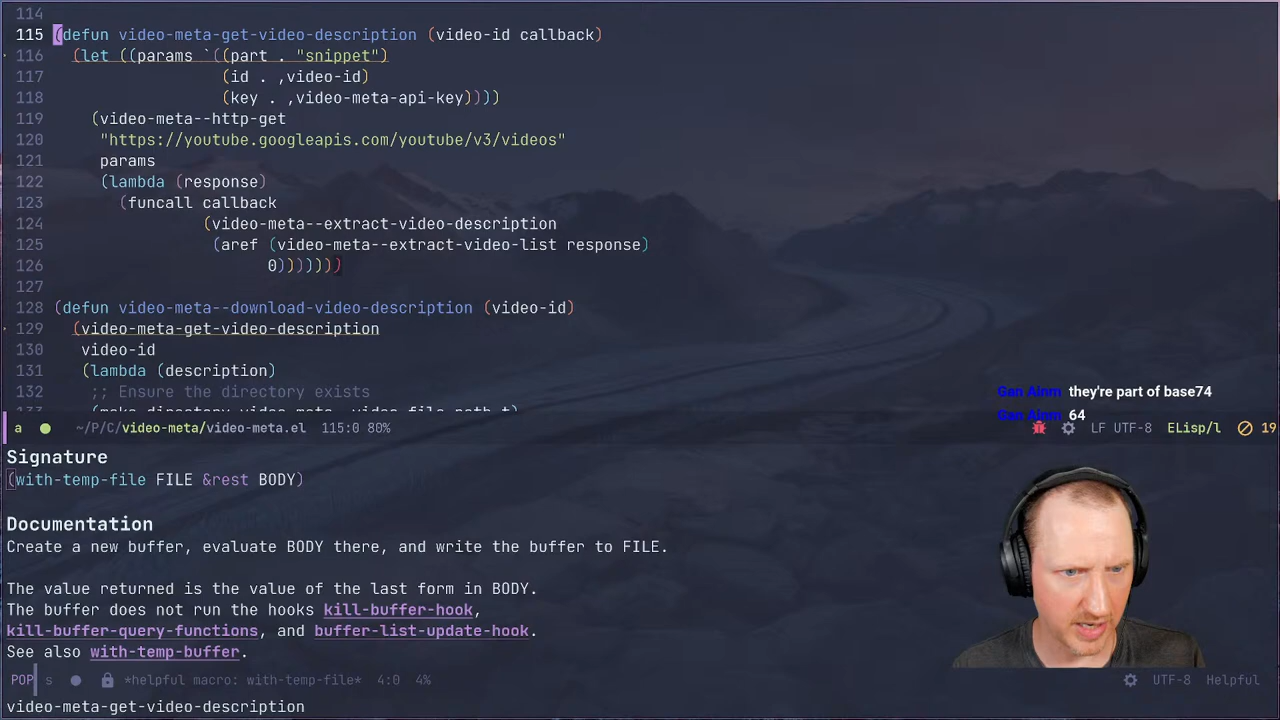 114
115 (defun video-meta-get-video-description (video-id callback)
116   (let ((params `((part . "snippet")
117                   (id . ,video-id)
118                   (key . ,video-meta-api-key))))
119     (video-meta--http-get
120      "https://youtube.googleapis.com/youtube/v3/videos"
121      params
122      (lambda (response)
123        (funcall callback
124                 (video-meta--extract-video-description
125                  (aref (video-meta--extract-video-list response)
126                        0)))))))
127
128 (defun video-meta--download-video-description (video-id)
129   (video-meta-get-video-description
130    video-id
131    (lambda (description)
132     ;; Ensure the directory exists
Gan Ainm they're part of base74
Gan Ainm 64
a ~/P/C/video-meta/video-meta.el 115:0 80% LF UTF-8 ELisp/l 19
Signature
(with-temp-file FILE &rest BODY)
Documentation
Create a new buffer, evaluate BODY there, and write the buffer to FILE.
The value returned is the value of the last form in BODY.
The buffer does not run the hooks kill-buffer-hook,
kill-buffer-query-functions, and buffer-list-update-hook.
See also with-temp-buffer.
POP s *helpful macro: with-temp-file* 4:0 4% UTF-8 Helpful
video-meta-get-video-description